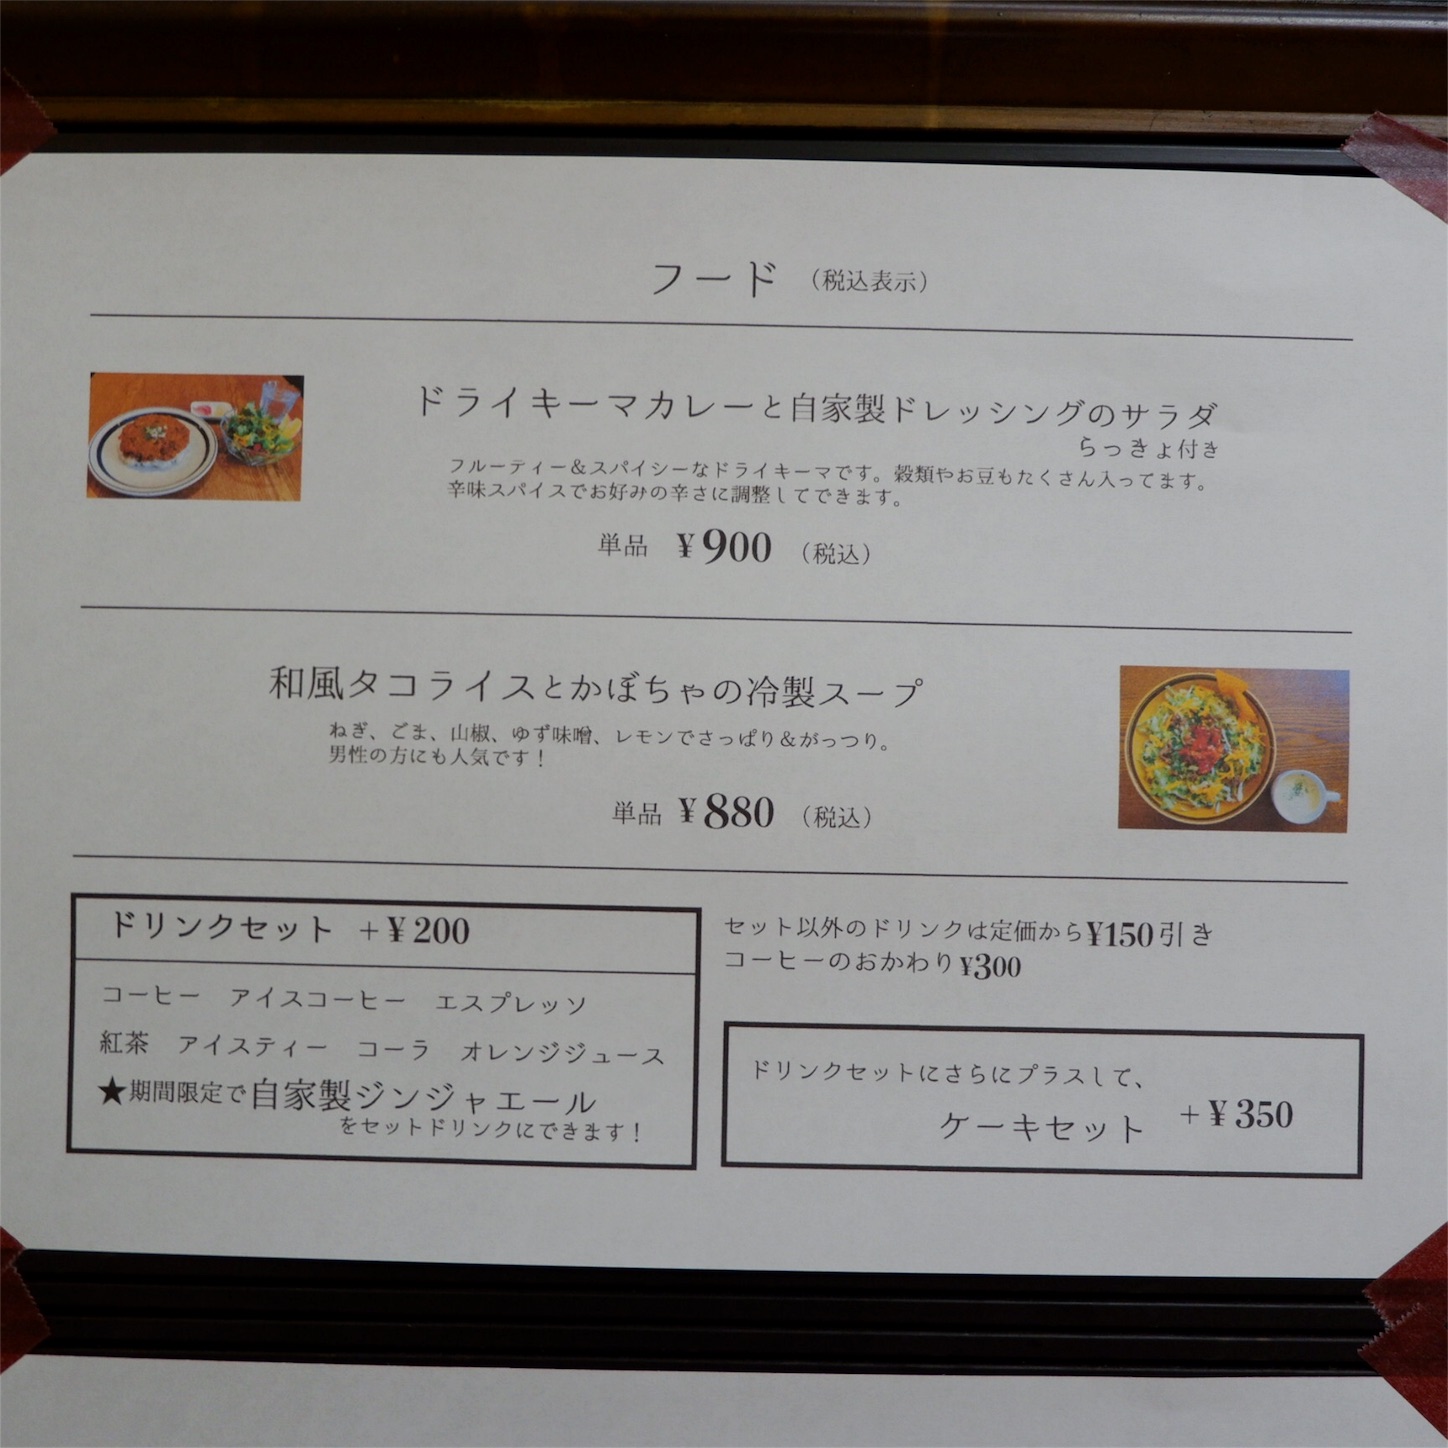 フード （税込表示）
ドライキーマカレーと自家製ドレッシングのサラダ
らっきょ付き
フルーティー＆スパイシーなドライキーマです。穀類やお豆もたくさん入ってます。
辛味スパイスでお好みの辛さに調整してできます。
単品 ¥900 （税込）
和風タコライスとかぼちゃの冷製スープ
ねぎ、ごま、山椒、ゆず味噌、レモンでさっぱり＆がっつり。
男性の方にも人気です！
単品 ¥880 （税込）
ドリンクセット +¥200
コーヒー アイスコーヒー エスプレッソ
紅茶 アイスティー コーラ オレンジジュース
★期間限定で自家製ジンジャエール
をセットドリンクにできます！
セット以外のドリンクは定価から¥150引き
コーヒーのおかわり¥300
ドリンクセットにさらにプラスして、
ケーキセット +¥350